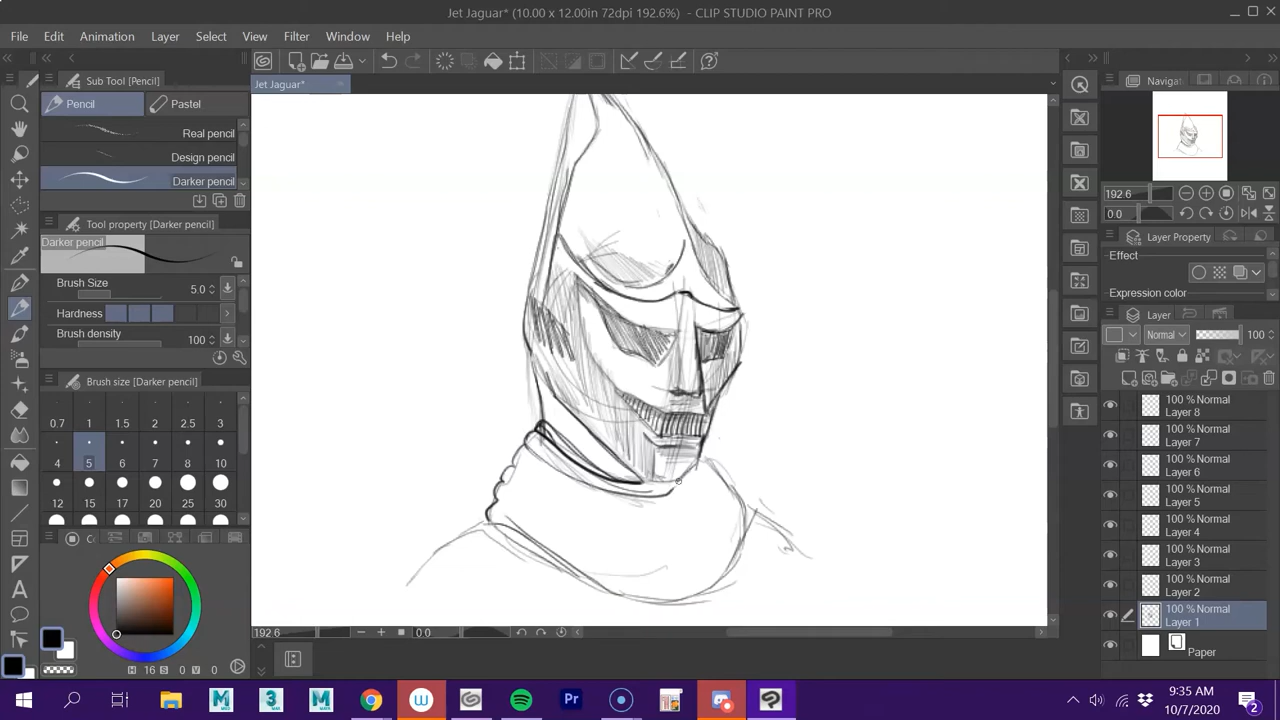 Jet Jaguar* (10.00 x 12.00in 72dpi 192.6%) - CLIP STUDIO PAINT PRO
File Edit Animation Layer Select View Filter Window Help
Sub Tool [Pencil]
Jet Jaguar*
Navigat
Pencil Pastel
Real pencil
Design pencil
Darker pencil
192.6
0.0
Tool property [Darker pencil]
Layer Property
Darker pencil
Effect
Brush Size 5.0
Expression color
Hardness
Layer
Brush density 100
Normal 100
Brush size [Darker pencil]
0.7 1 1.5 2 2.5 3
4 5 6 7 8 10
12 15 17 20 25 30
100 % Normal
Layer 8
100 % Normal
Layer 7
100 % Normal
Layer 6
100 % Normal
Layer 5
100 % Normal
Layer 4
100 % Normal
Layer 3
100 % Normal
Layer 2
100 % Normal
Layer 1
Paper
192.6 0.0
H 16 S 0 V 0
9:35 AM
10/7/2020
2